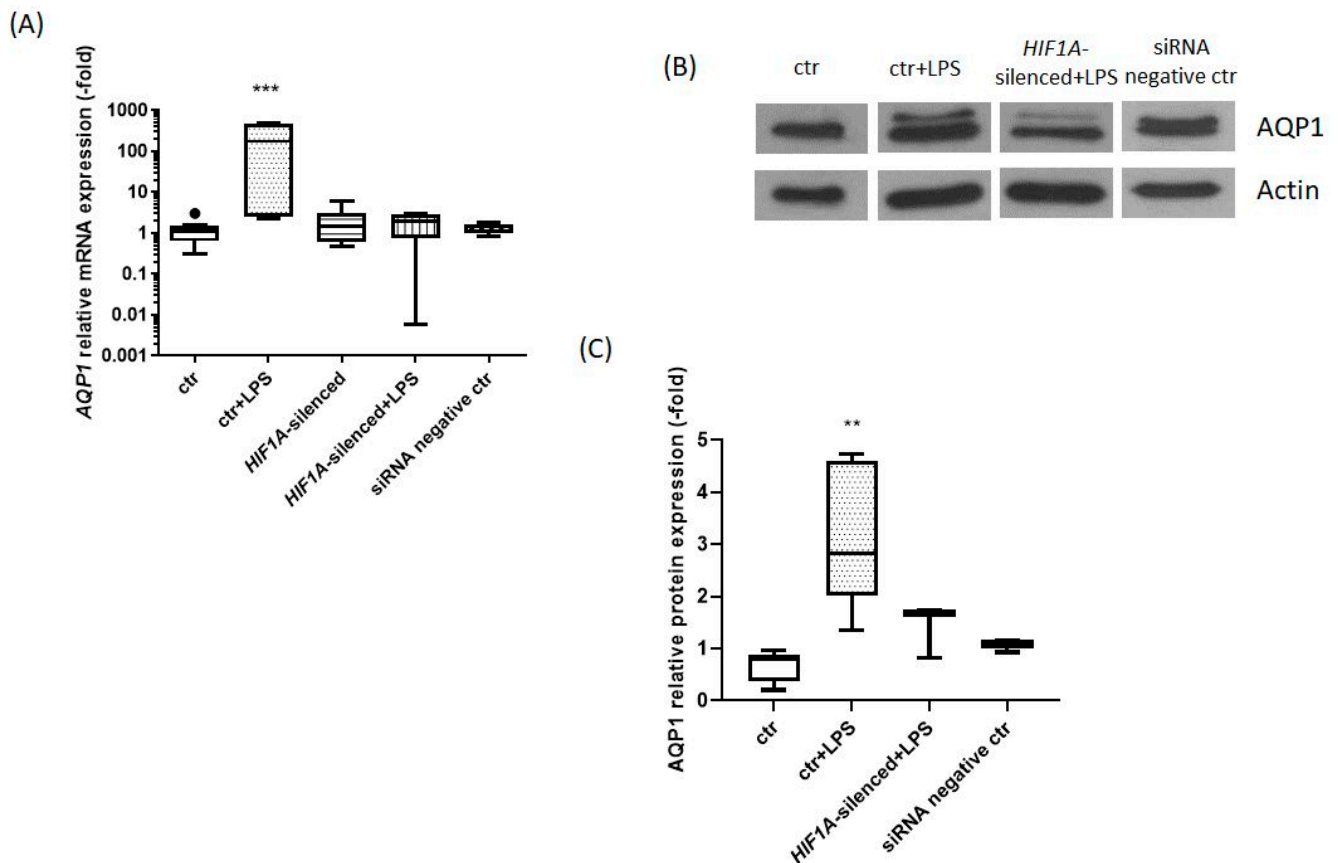 (A)
AQP1 relative mRNA expression (-fold)
***
1000
100
10
1
0.1
0.01
0.001
ctr
ctr+LPS
HIF1A-silenced
HIF1A-silenced+LPS
siRNA negative ctr
(B)
ctr
ctr+LPS
HIF1A-
silenced+LPS
siRNA
negative ctr
AQP1
Actin
(C)
AQP1 relative protein expression (-fold)
**
5
4
3
2
1
0
ctr
ctr+LPS
HIF1A-silenced+LPS
siRNA negative ctr